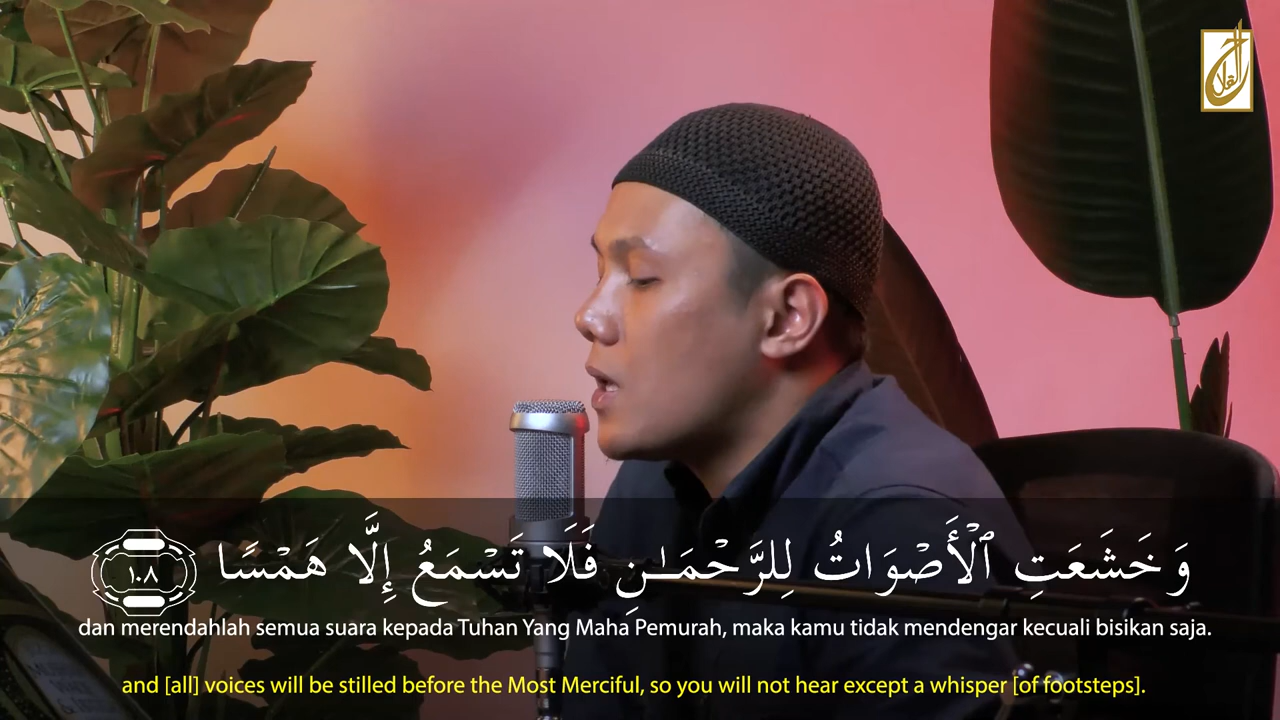 وَخَشَعَتِ ٱلْأَصْوَاتُ لِلرَّحْمَـٰنِ فَلَا تَسْمَعُ إِلَّا هَمْسًا ١٠٨
dan merendahlah semua suara kepada Tuhan Yang Maha Pemurah, maka kamu tidak mendengar kecuali bisikan saja.
and [all] voices will be stilled before the Most Merciful, so you will not hear except a whisper [of footsteps].